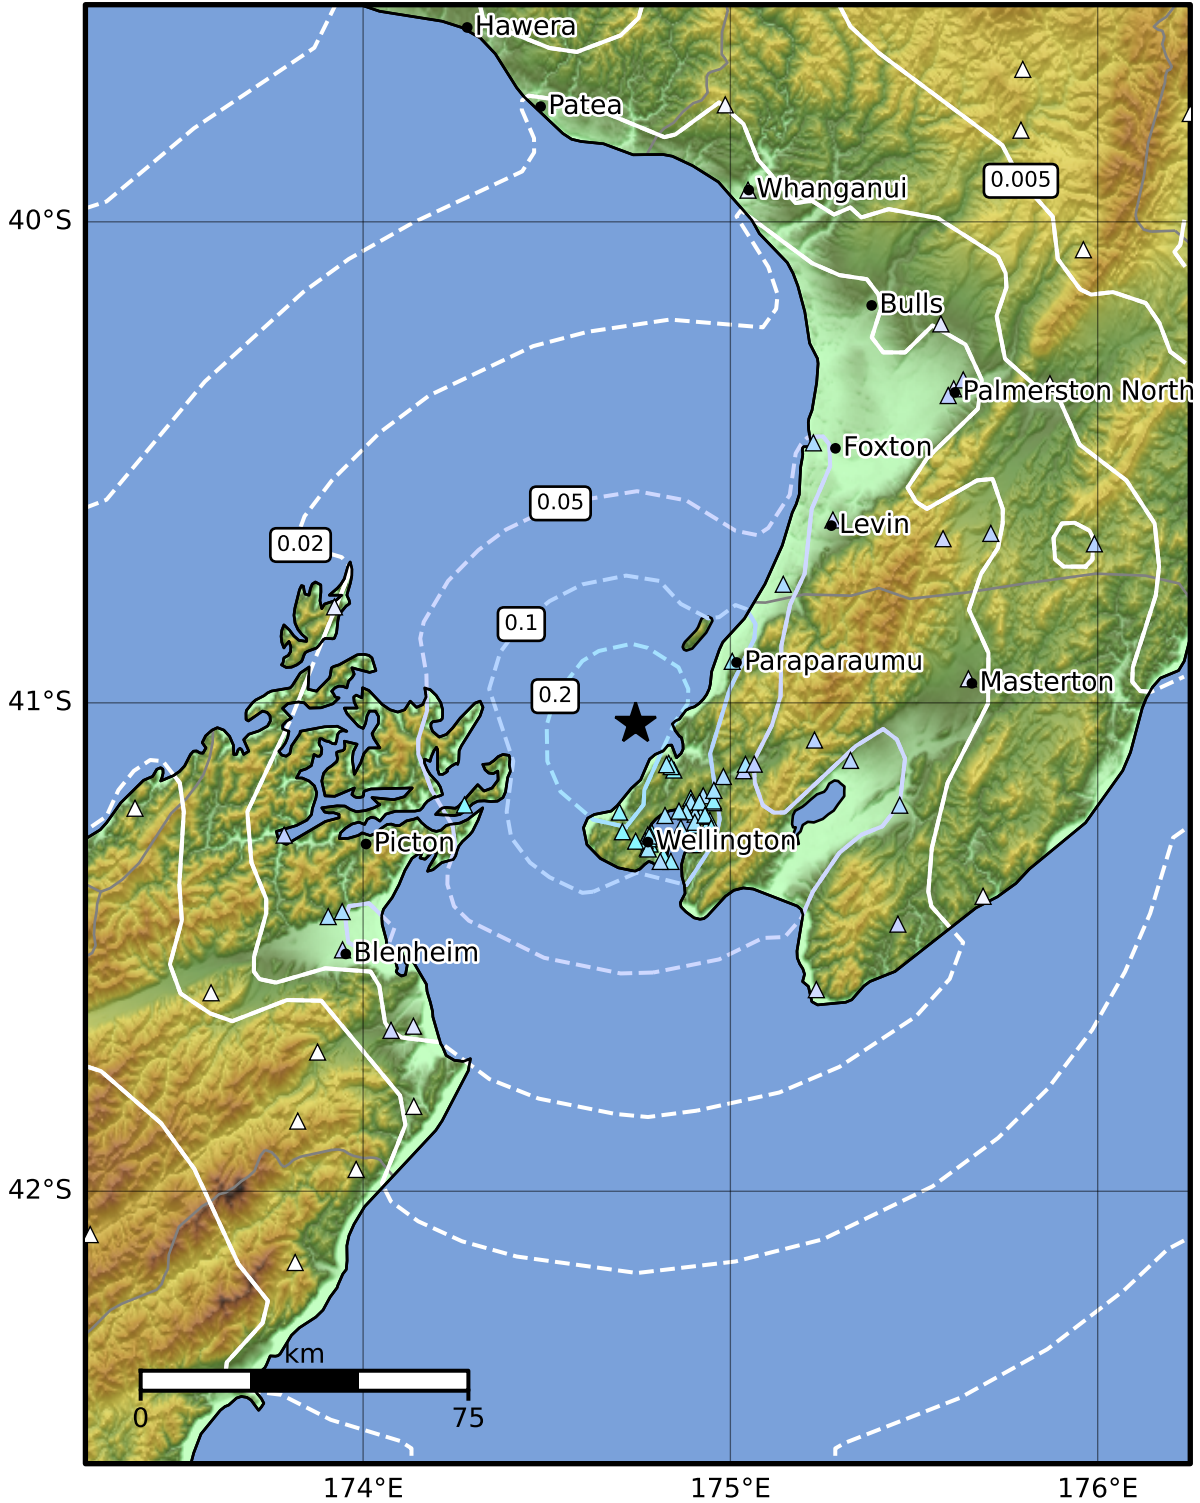 Hawera
Patea
0.005
Whanganui
40°S
Bulls
Palmerston North
Foxton
0.05
Levin
0.02
0.1
Paraparaumu
Masterton
0.2
41°S
Wellington
Picton
Blenheim
42°S
km
0
75
174°E
175°E
176°E